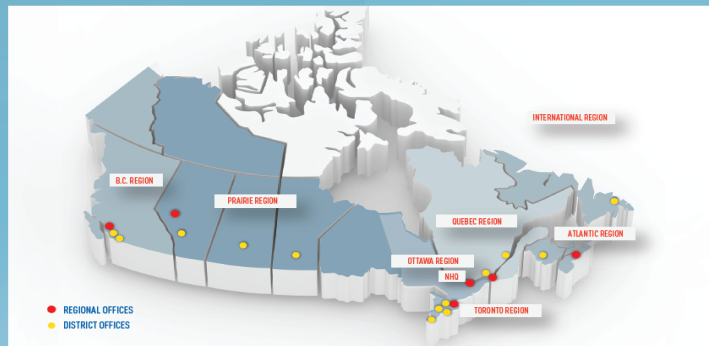 INTERNATIONAL REGION
B.C. REGION
PRAIRIE REGION
QUEBEC REGION
ATLANTIC REGION
OTTAWA REGION
NHQ
TORONTO REGION
REGIONAL OFFICES
DISTRICT OFFICES